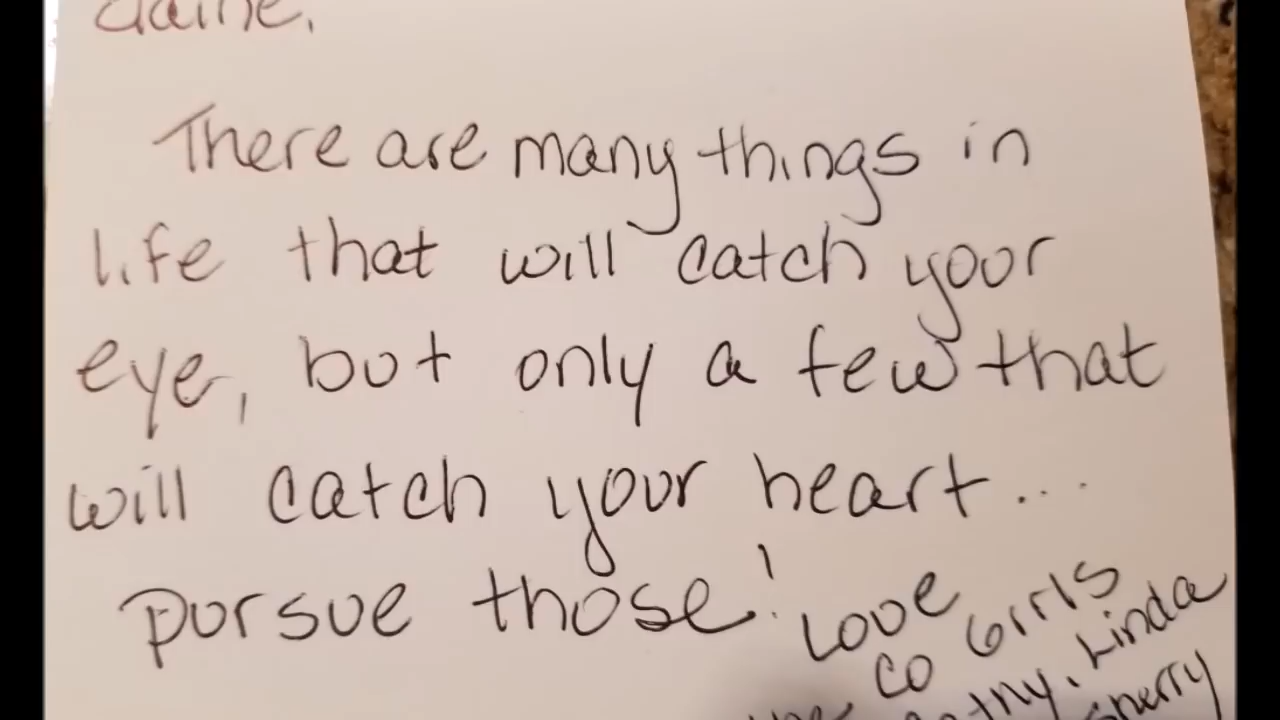 There are many things in
life that will catch your
eye, but only a few that
will catch your heart...
pursue those!
Love
CO Girls
Linda
Sherry